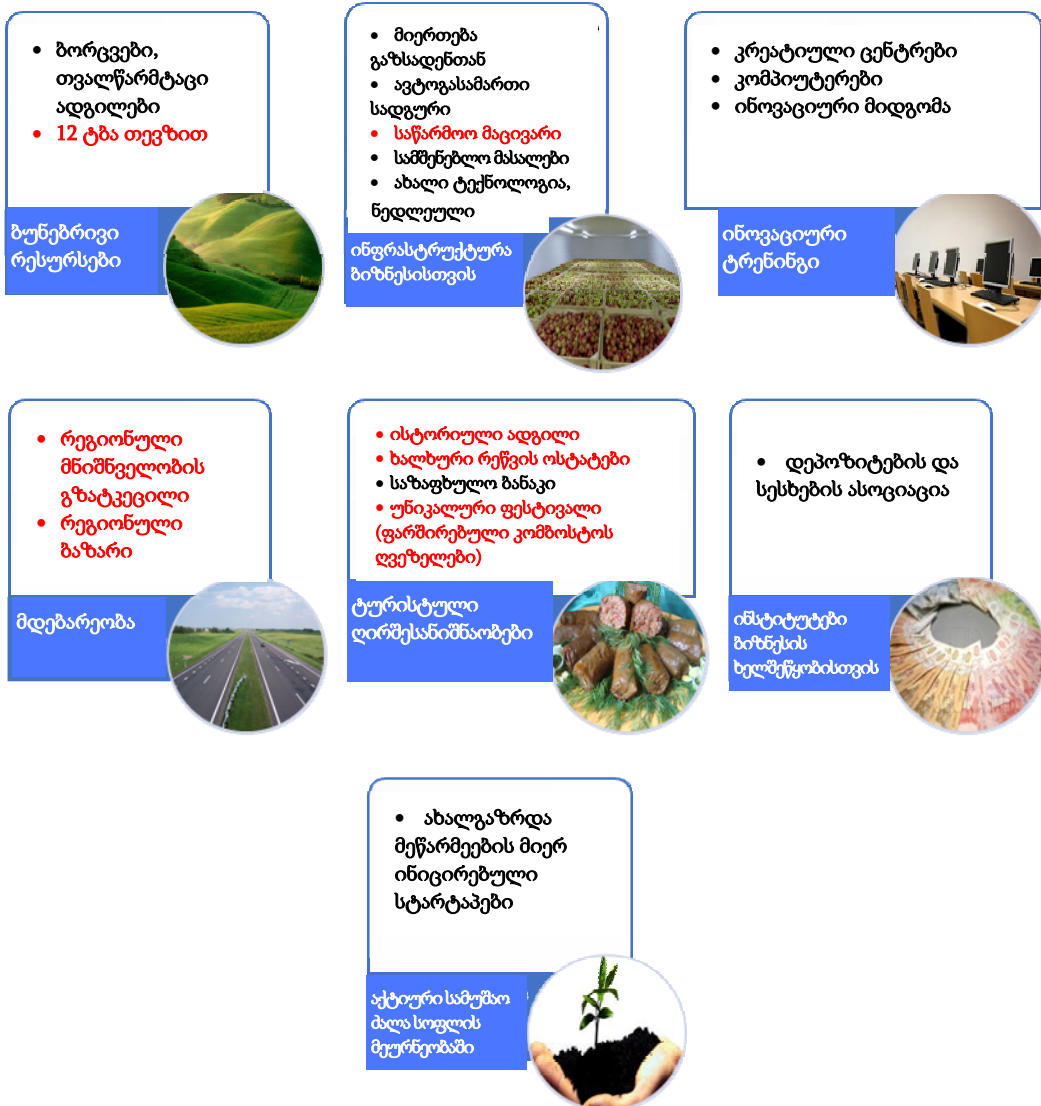 • ბორცვები,
თვალწარმტაცი
ადგილები
• 12 ტბა თევზით
ბუნებრივი
რესურსები
• მიერთება
გაზსადენთან
• ავტოგასამართი
სადგური
• საწარმოო მაცივარი
• სამშენებლო მასალები
• ახალი ტექნოლოგია,
ნედლეული
ინფრასტრუქტურა
ბიზნესისთვის
• კრეატიული ცენტრები
• კომპიუტერები
• ინოვაციური მიდგომა
ინოვაციური
ტრენინგი
• რეგიონული
მნიშნველობის
გზატკეცილი
• რეგიონული
ბაზარი
მდებარეობა
• ისტორიული ადგილი
• ხალხური რეწვის ოსტატები
• საზაფხულო ბანაკი
• უნიკალური ფესტივალი
(ფარშირებული კომბოსტოს
ღვეზელები)
ტურისტული
ღირშესანიშნაობები
• დეპოზიტების და
სესხების ასოციაცია
ინსტიტუტები
ბიზნესის
ხელშეწყობისთვის
• ახალგაზრდა
მეწარმეების მიერ
ინიცირებული
სტარტაპები
აქტიური სამუშაო
ძალა სოფლის
მეურნეობაში